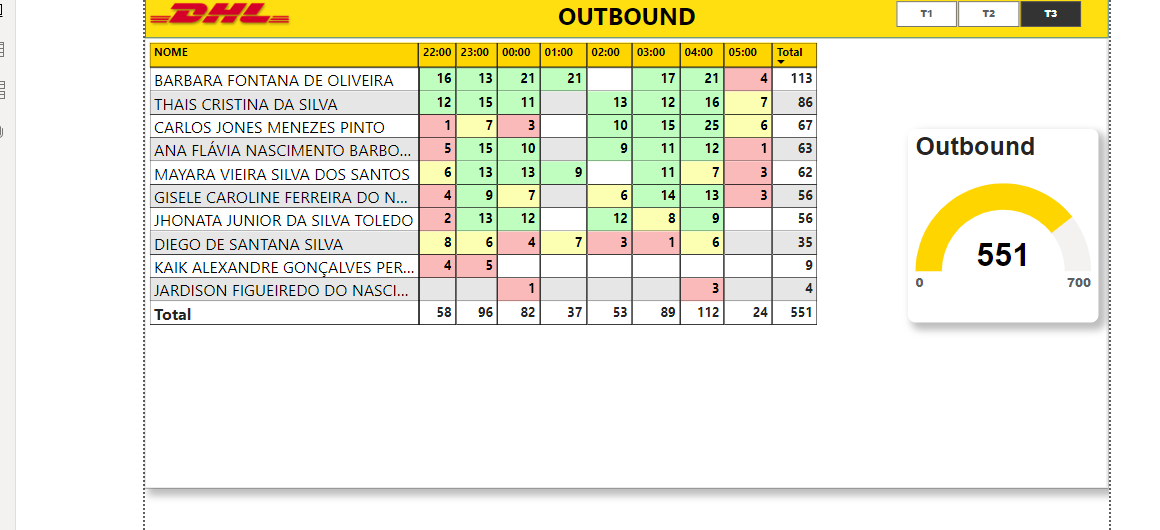 DHL
OUTBOUND
T1 T2 T3
NOME 22:00 23:00 00:00 01:00 02:00 03:00 04:00 05:00 Total
BARBARA FONTANA DE OLIVEIRA 16 13 21 21 17 21 4 113
THAIS CRISTINA DA SILVA 12 15 11 13 12 16 7 86
CARLOS JONES MENEZES PINTO 1 7 3 10 15 25 6 67
ANA FLÁVIA NASCIMENTO BARBO... 5 15 10 9 11 12 1 63
MAYARA VIEIRA SILVA DOS SANTOS 6 13 13 9 11 7 3 62
GISELE CAROLINE FERREIRA DO N... 4 9 7 6 14 13 3 56
JHONATA JUNIOR DA SILVA TOLEDO 2 13 12 12 8 9 56
DIEGO DE SANTANA SILVA 8 6 4 7 3 1 6 35
KAIK ALEXANDRE GONÇALVES PER... 4 5 9
JARDISON FIGUEIREDO DO NASCI... 1 3 4
Total 58 96 82 37 53 89 112 24 551
Outbound
551
0 700